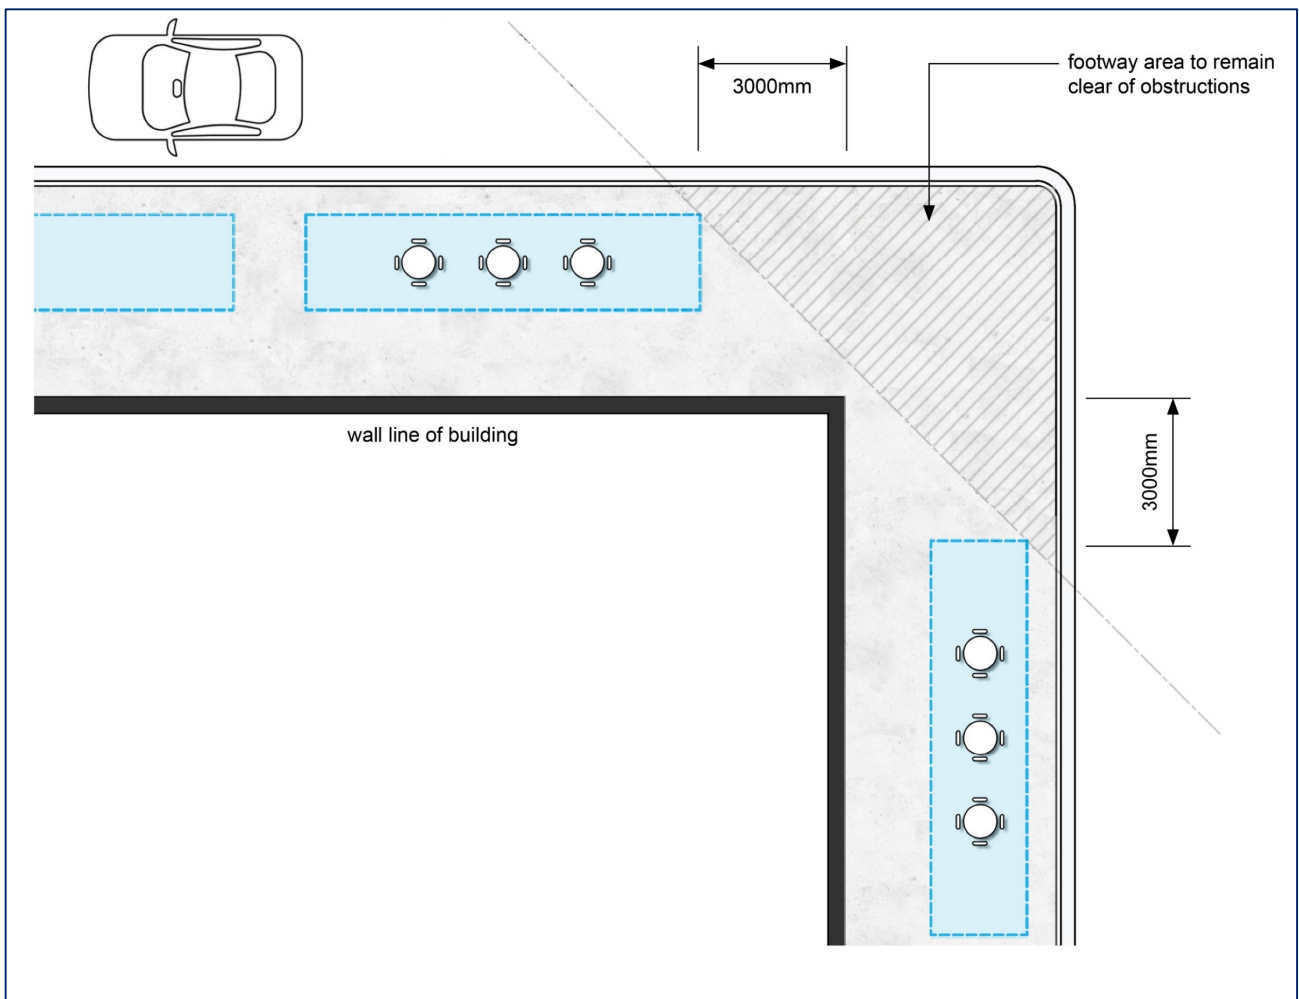 3000mm
footway area to remain
clear of obstructions
wall line of building
3000mm